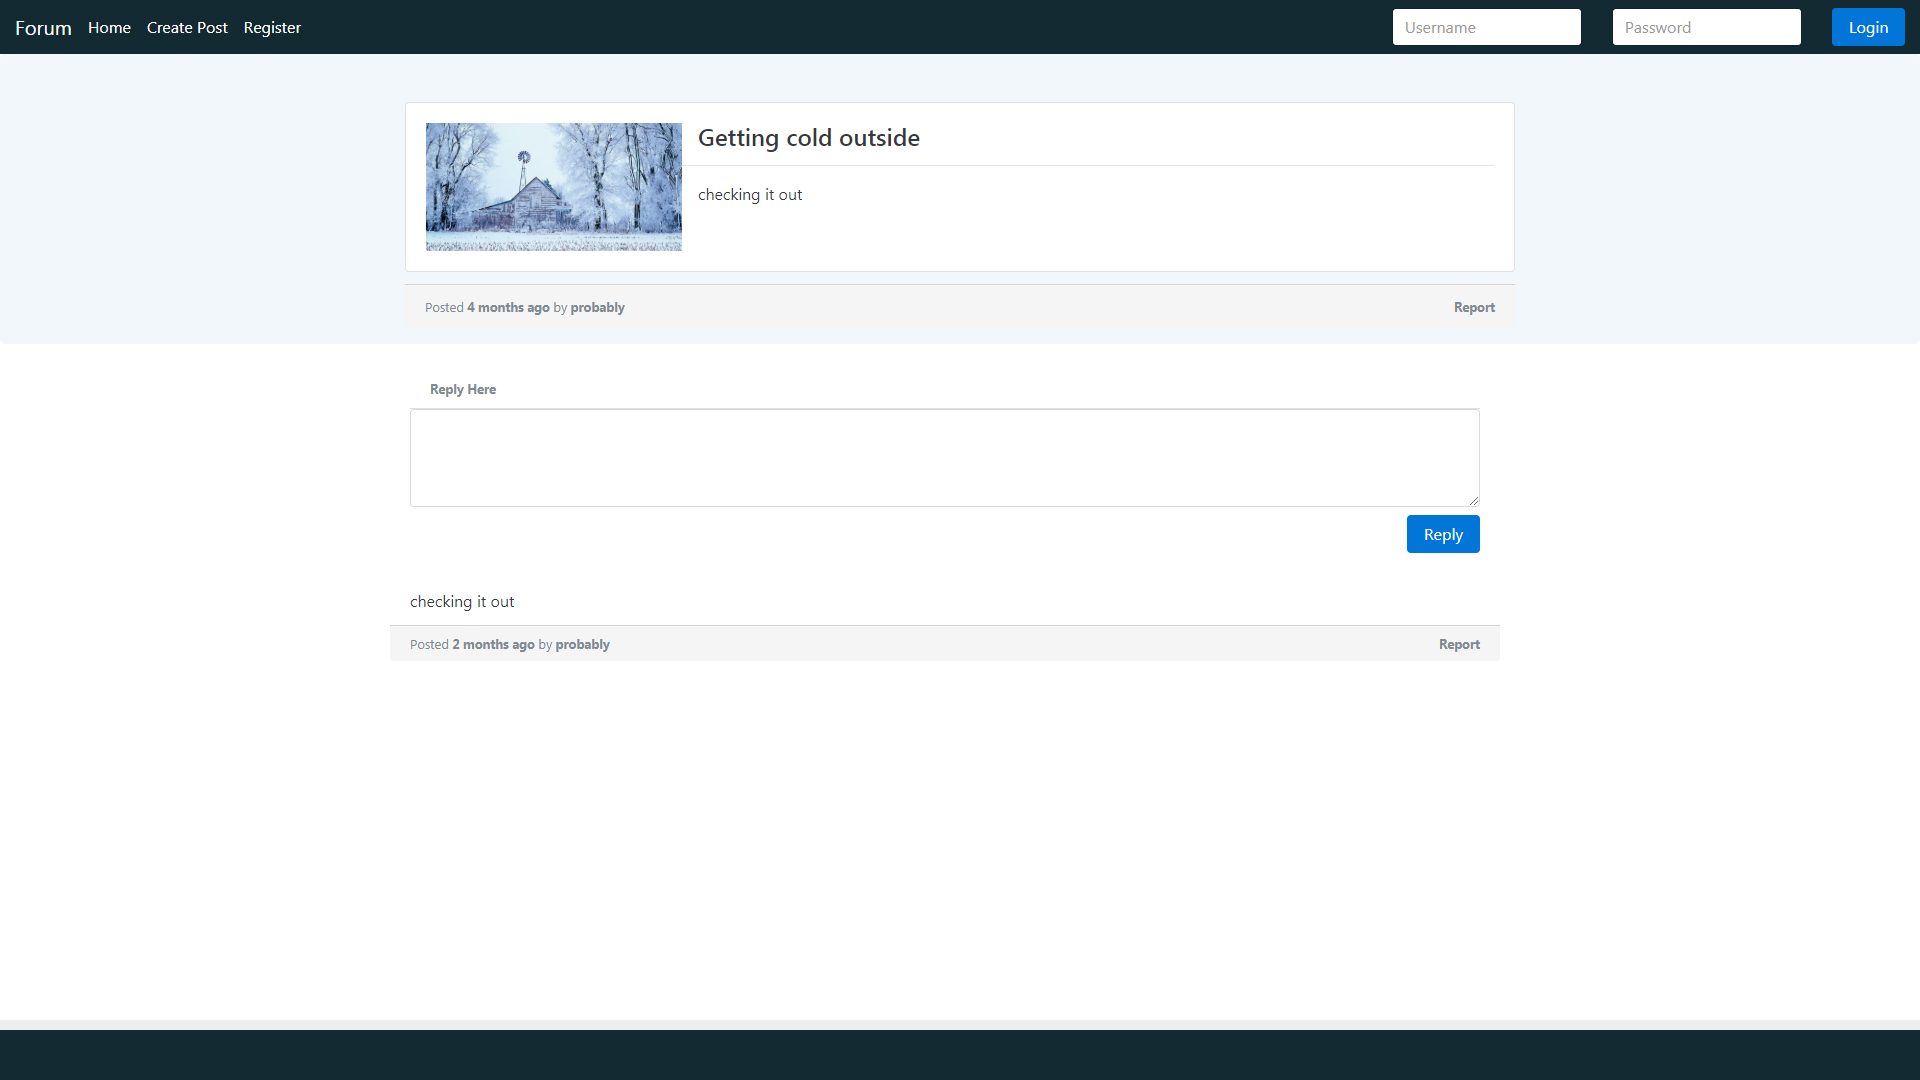 Forum Home Create Post Register Username Password Login
Getting cold outside
checking it out
Posted 4 months ago by probably Report
Reply Here
Reply
checking it out
Posted 2 months ago by probably Report